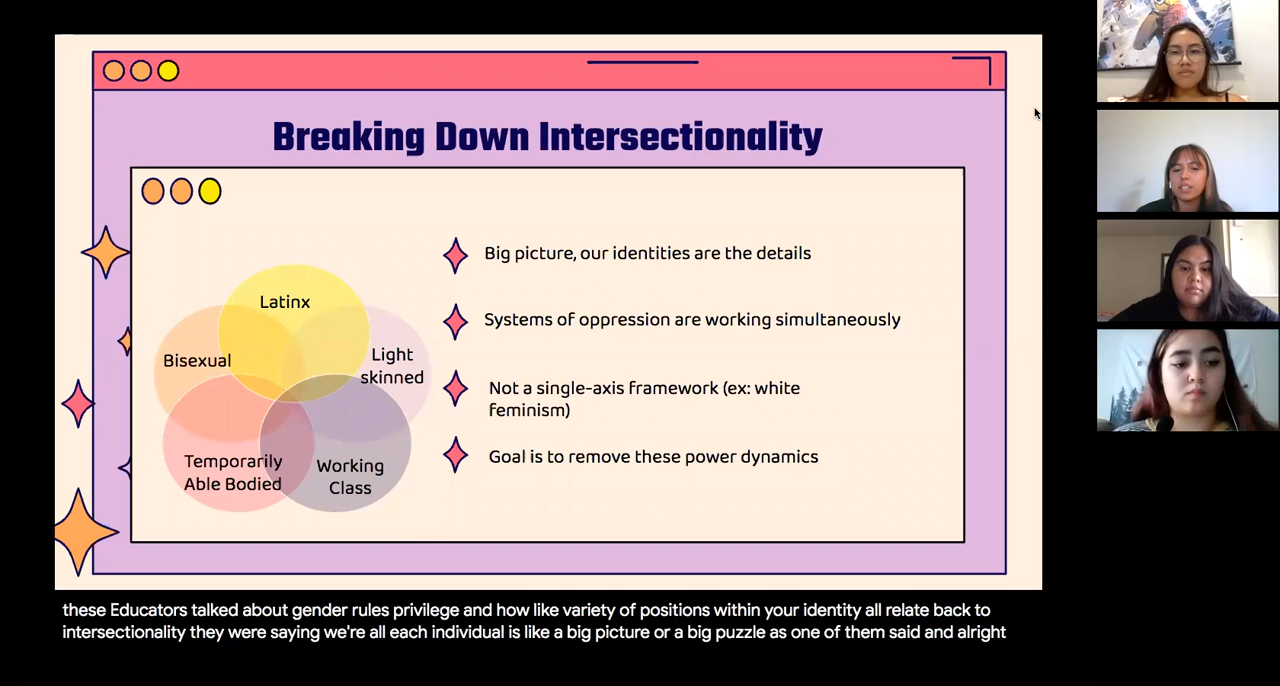 Breaking Down Intersectionality
Latinx
Bisexual
Light
skinned
Temporarily
Able Bodied
Working
Class
Big picture, our identities are the details
Systems of oppression are working simultaneously
Not a single-axis framework (ex: white
feminism)
Goal is to remove these power dynamics
these Educators talked about gender rules privilege and how like variety of positions within your identity all relate back to
intersectionality they were saying we're all each individual is like a big picture or a big puzzle as one of them said and alright